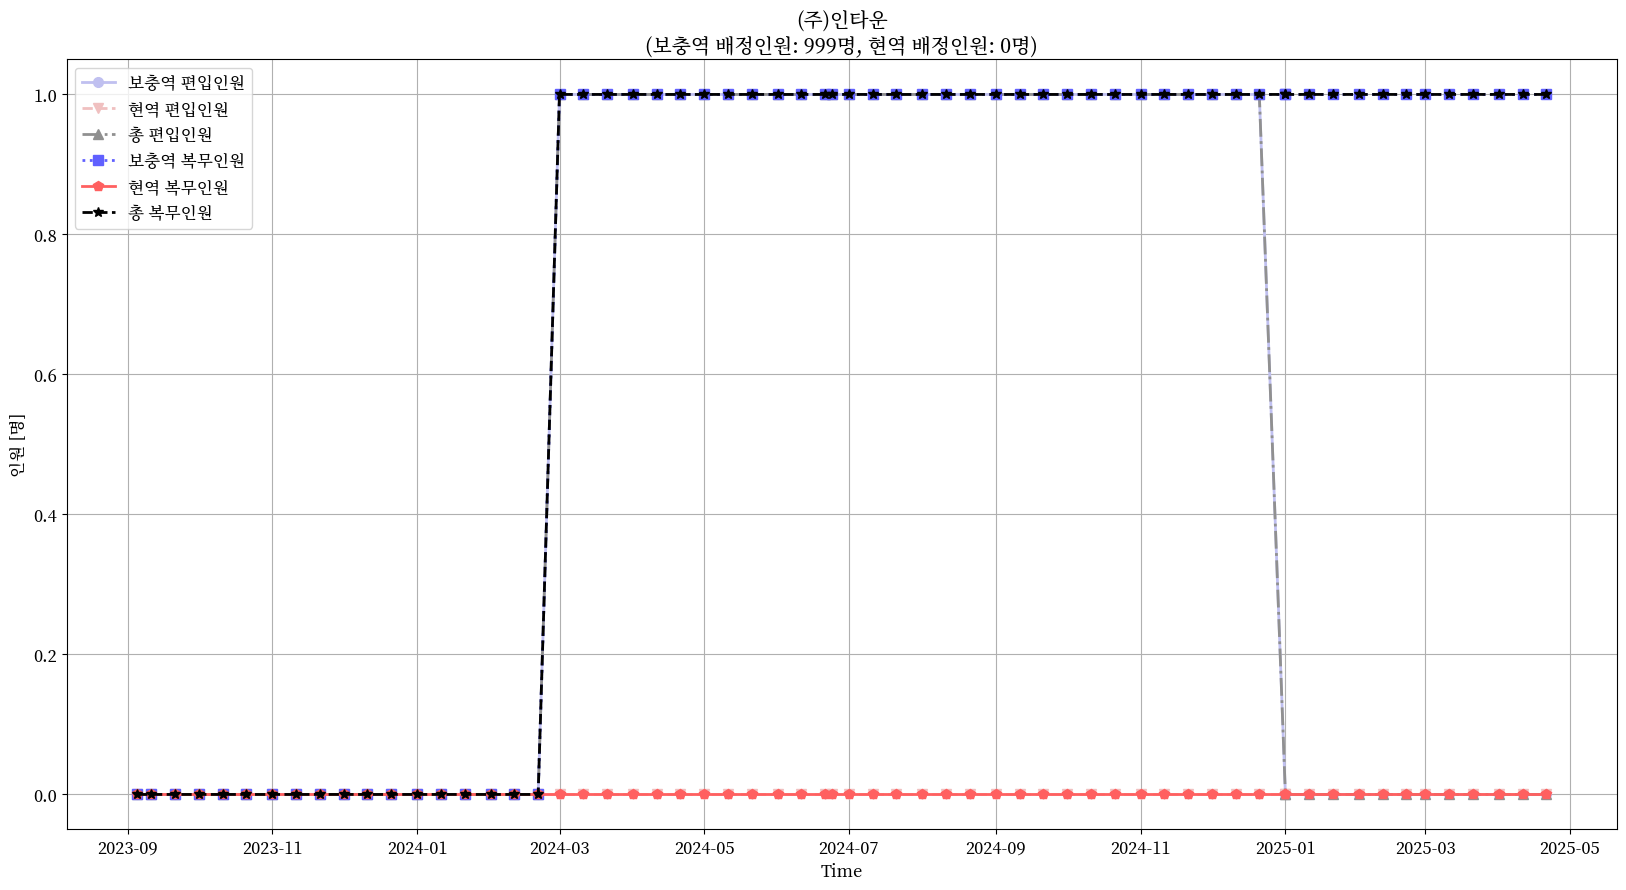 (주)인타운
(보충역 배정인원: 999명, 현역 배정인원: 0명)
보충역 편입인원
현역 편입인원
총 편입인원
보충역 복무인원
현역 복무인원
총 복무인원
인원 [명]
1.0
0.8
0.6
0.4
0.2
0.0
2023-09
2023-11
2024-01
2024-03
2024-05
2024-07
2024-09
2024-11
2025-01
2025-03
2025-05
Time